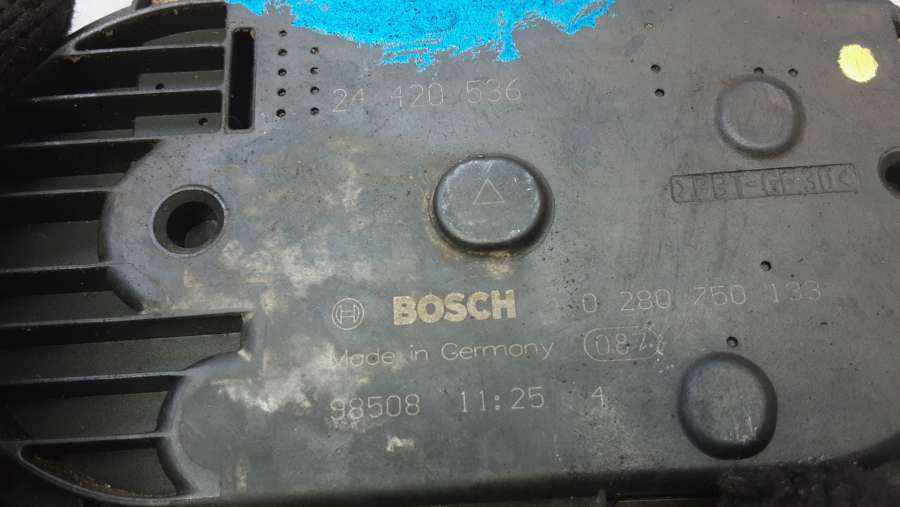 24 420 536
>PBT-GF30<
BOSCH 0 280 750 133
Made in Germany 087
98508 11:25 4